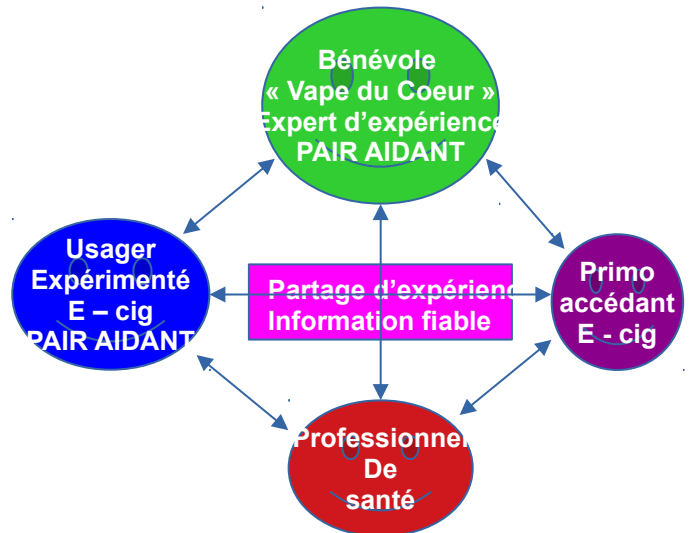 Bénévole
« Vape du Coeur »
Expert d'expérience
PAIR AIDANT
Usager
Expérimenté
E – cig
PAIR AIDANT
Partage d'expérienc
Information fiable
Primo
accédant
E - cig
Professionnel
De
santé